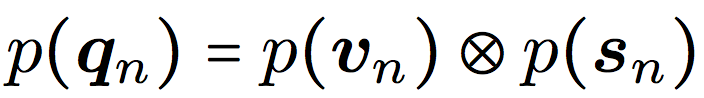 p(𝒒ₙ) = p(𝒗ₙ) ⊗ p(𝒔ₙ)